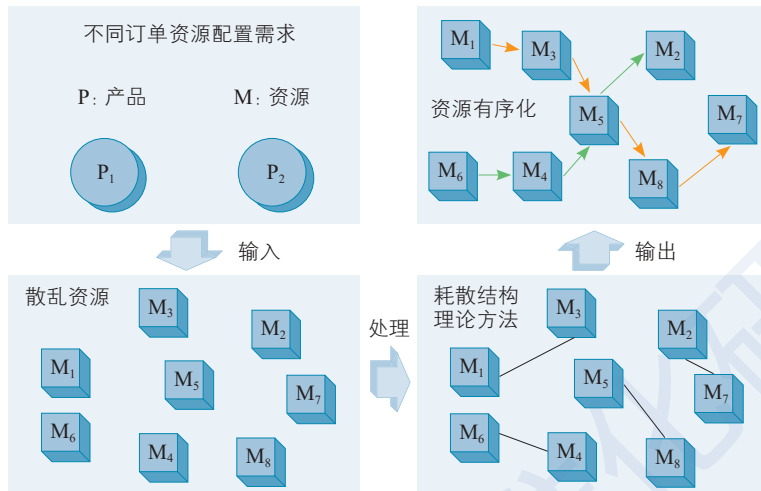 不同订单资源配置需求
P: 产品
M: 资源
P1
P2
输入
散乱资源
M3
M2
M1
M5
M7
M6
M4
M8
处理
耗散结构
理论方法
M3
M2
M1
M5
M7
M6
M4
M8
输出
M1
M3
M2
资源有序化
M5
M7
M6
M4
M8